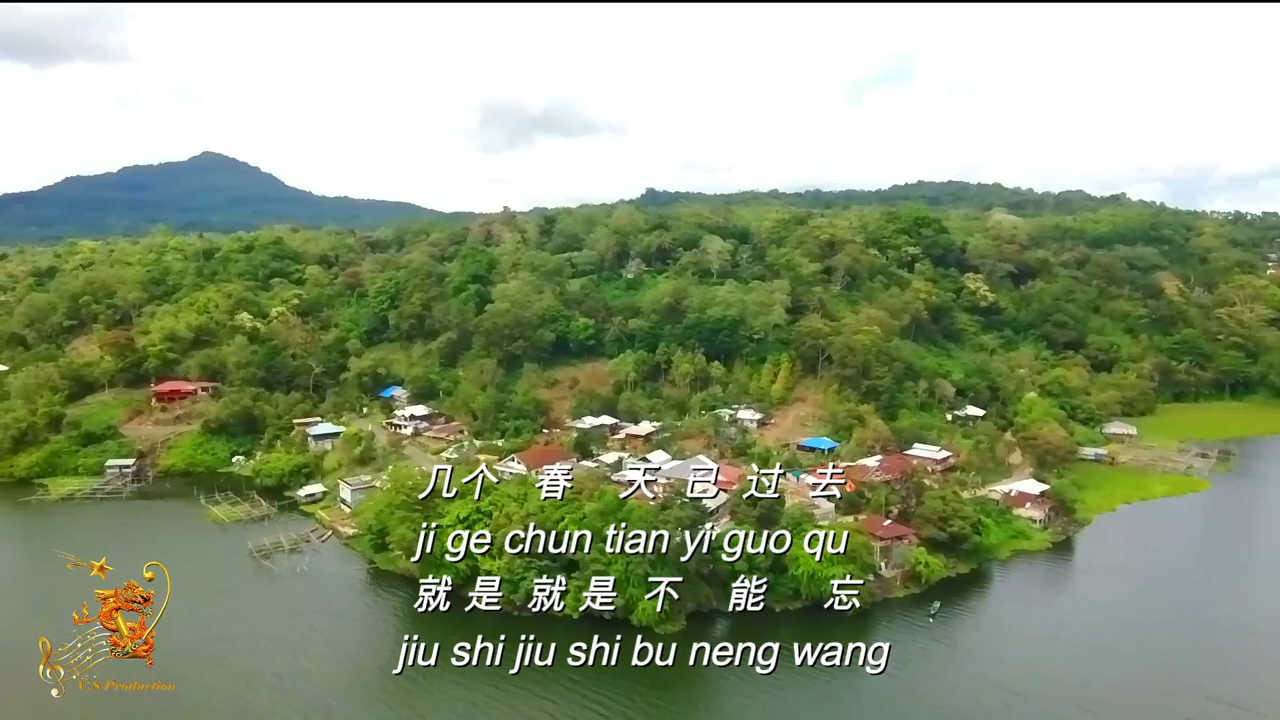 几个 春 天 已 过 去
ji ge chun tian yi guo qu
就 是 就 是 不 能 忘
jiu shi jiu shi bu neng wang
V.S Production